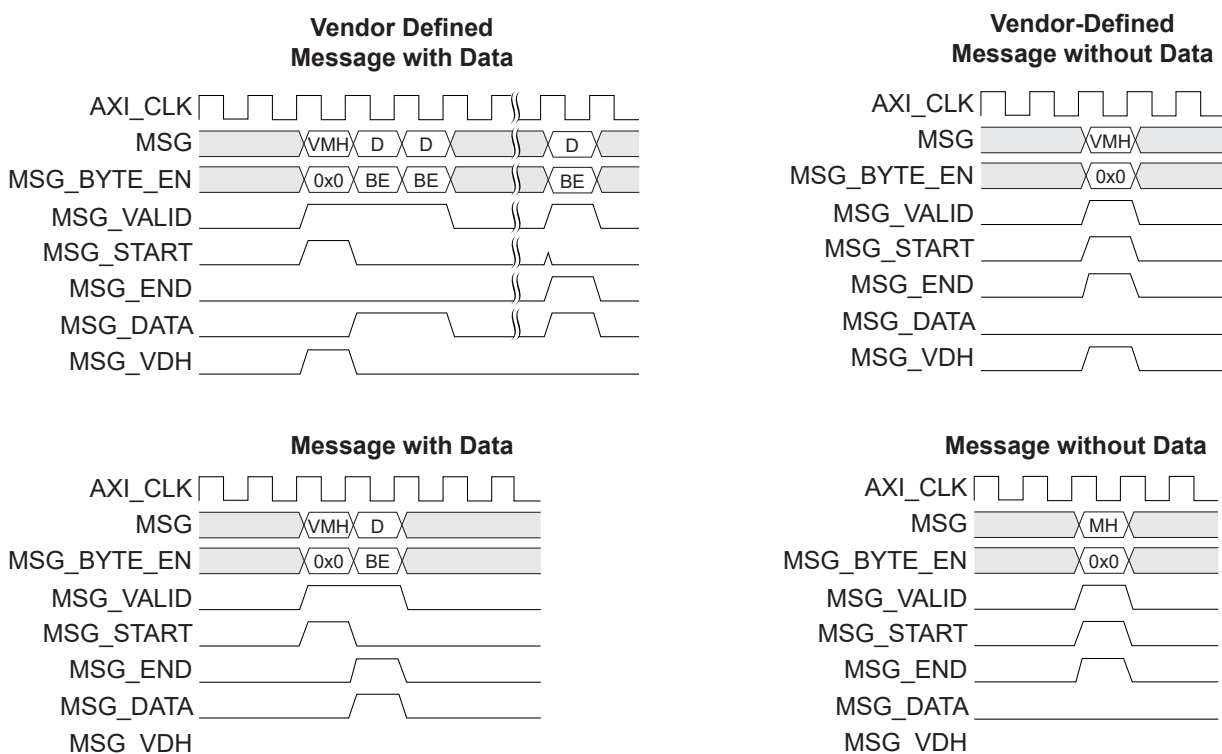 Vendor Defined
Message with Data
AXI_CLK
MSG VMH D D D
MSG_BYTE_EN 0x0 BE BE BE
MSG_VALID
MSG_START
MSG_END
MSG_DATA
MSG_VDH
Vendor-Defined
Message without Data
AXI_CLK
MSG VMH
MSG_BYTE_EN 0x0
MSG_VALID
MSG_START
MSG_END
MSG_DATA
MSG_VDH
Message with Data
AXI_CLK
MSG VMH D
MSG_BYTE_EN 0x0 BE
MSG_VALID
MSG_START
MSG_END
MSG_DATA
MSG_VDH
Message without Data
AXI_CLK
MSG MH
MSG_BYTE_EN 0x0
MSG_VALID
MSG_START
MSG_END
MSG_DATA
MSG_VDH